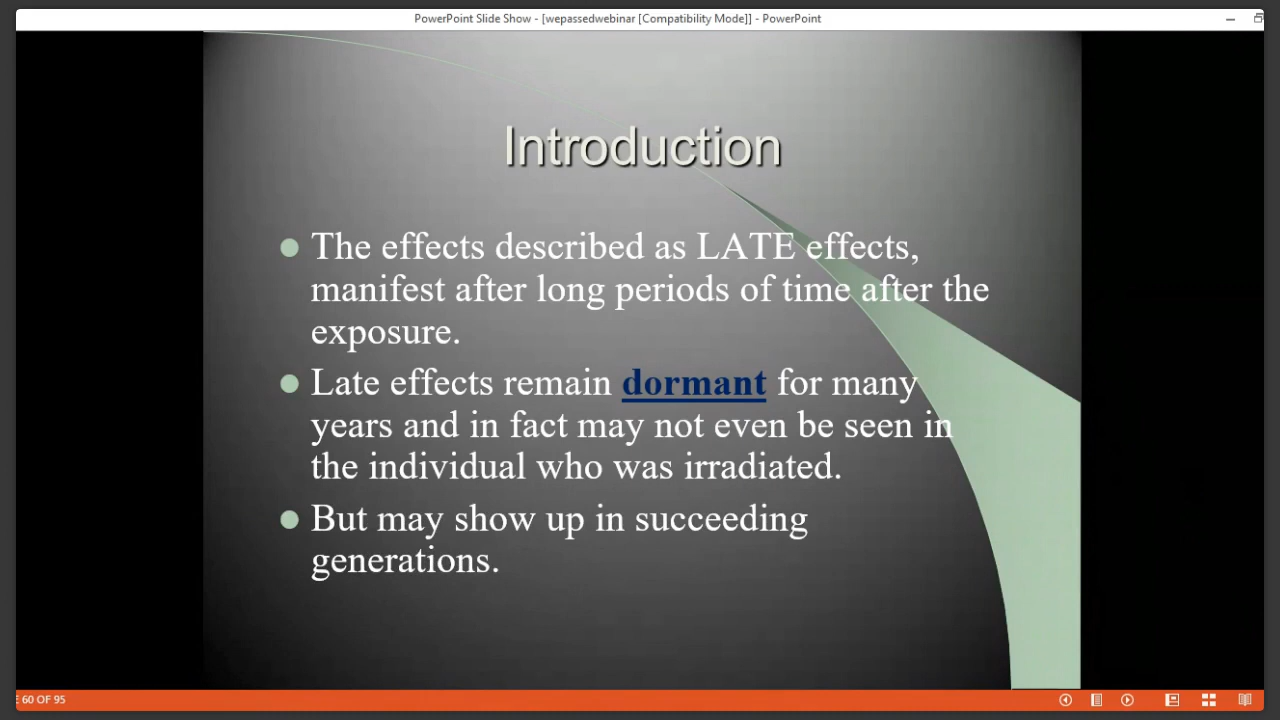 PowerPoint Slide Show - [wepassedwebinar [Compatibility Mode]] - PowerPoint
Introduction
The effects described as LATE effects,
manifest after long periods of time after the
exposure.
Late effects remain dormant for many
years and in fact may not even be seen in
the individual who was irradiated.
But may show up in succeeding
generations.
60 OF 95